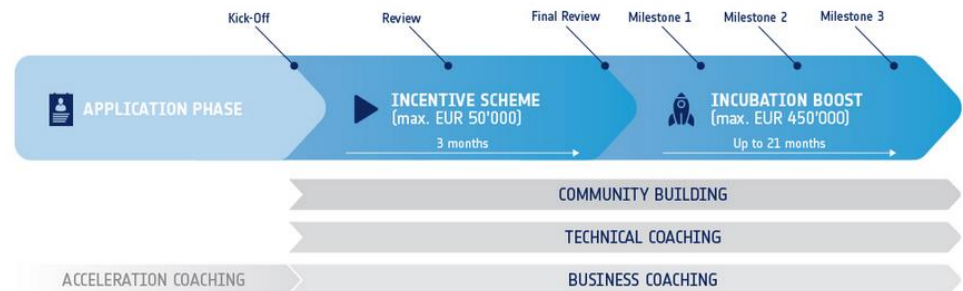 Kick-Off
Review
Final Review
Milestone 1
Milestone 2
Milestone 3
APPLICATION PHASE
INCENTIVE SCHEME
(max. EUR 50'000)
3 months
INCUBATION BOOST
(max. EUR 450'000)
Up to 21 months
COMMUNITY BUILDING
TECHNICAL COACHING
ACCELERATION COACHING
BUSINESS COACHING